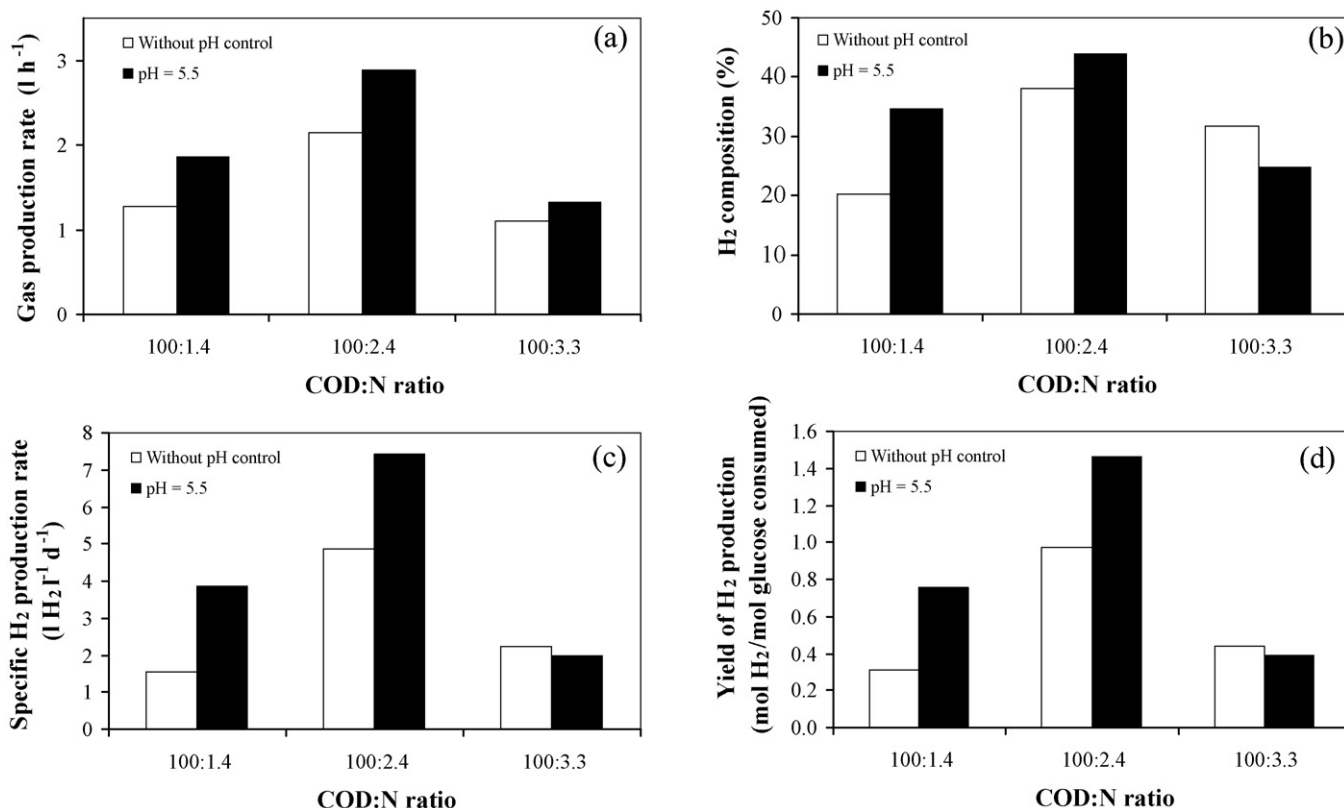 (a)
Without pH control
pH = 5.5
Gas production rate (l h⁻¹)
3
2
1
0
100:1.4 100:2.4 100:3.3
COD:N ratio
(b)
Without pH control
pH = 5.5
H₂ composition (%)
50
40
30
20
10
0
100:1.4 100:2.4 100:3.3
COD:N ratio
(c)
Without pH control
pH = 5.5
Specific H₂ production rate
(l H₂ l⁻¹ d⁻¹)
8
7
6
5
4
3
2
1
0
100:1.4 100:2.4 100:3.3
COD:N ratio
(d)
Without pH control
pH = 5.5
Yield of H₂ production
(mol H₂/mol glucose consumed)
1.6
1.4
1.2
1.0
0.8
0.6
0.4
0.2
0.0
100:1.4 100:2.4 100:3.3
COD:N ratio